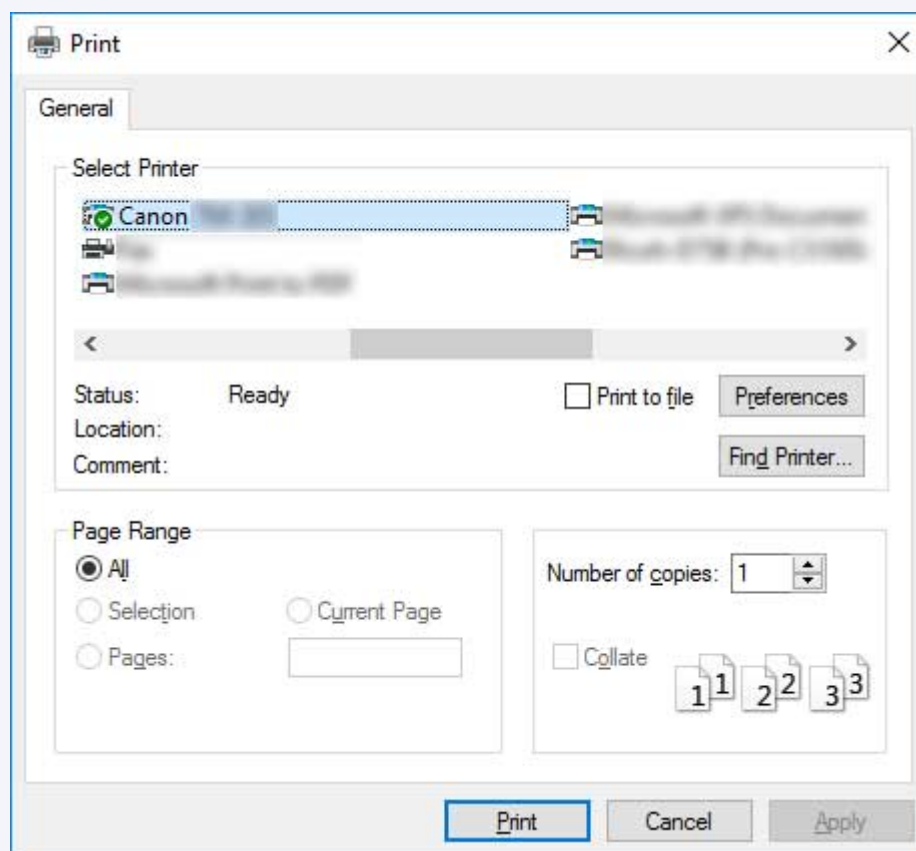 Print
General
Select Printer
Canon
Status: Ready
Print to file
Preferences
Location:
Comment:
Find Printer...
Page Range
All
Selection
Current Page
Pages:
Number of copies: 1
Collate
1 1 2 2 3 3
Print
Cancel
Apply